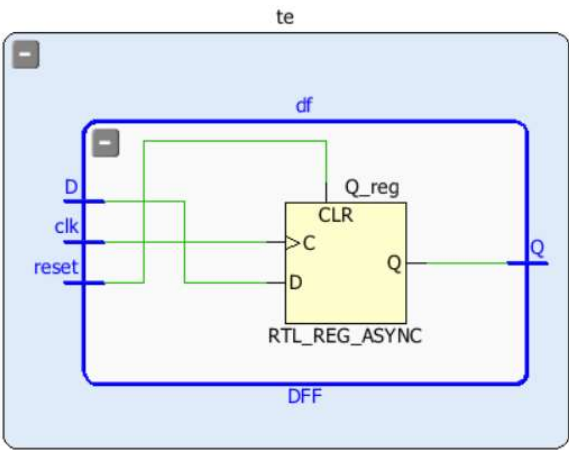 te
df
D
clk
reset
Q_reg
CLR
C
D
Q
Q
RTL_REG_ASYNC
DFF